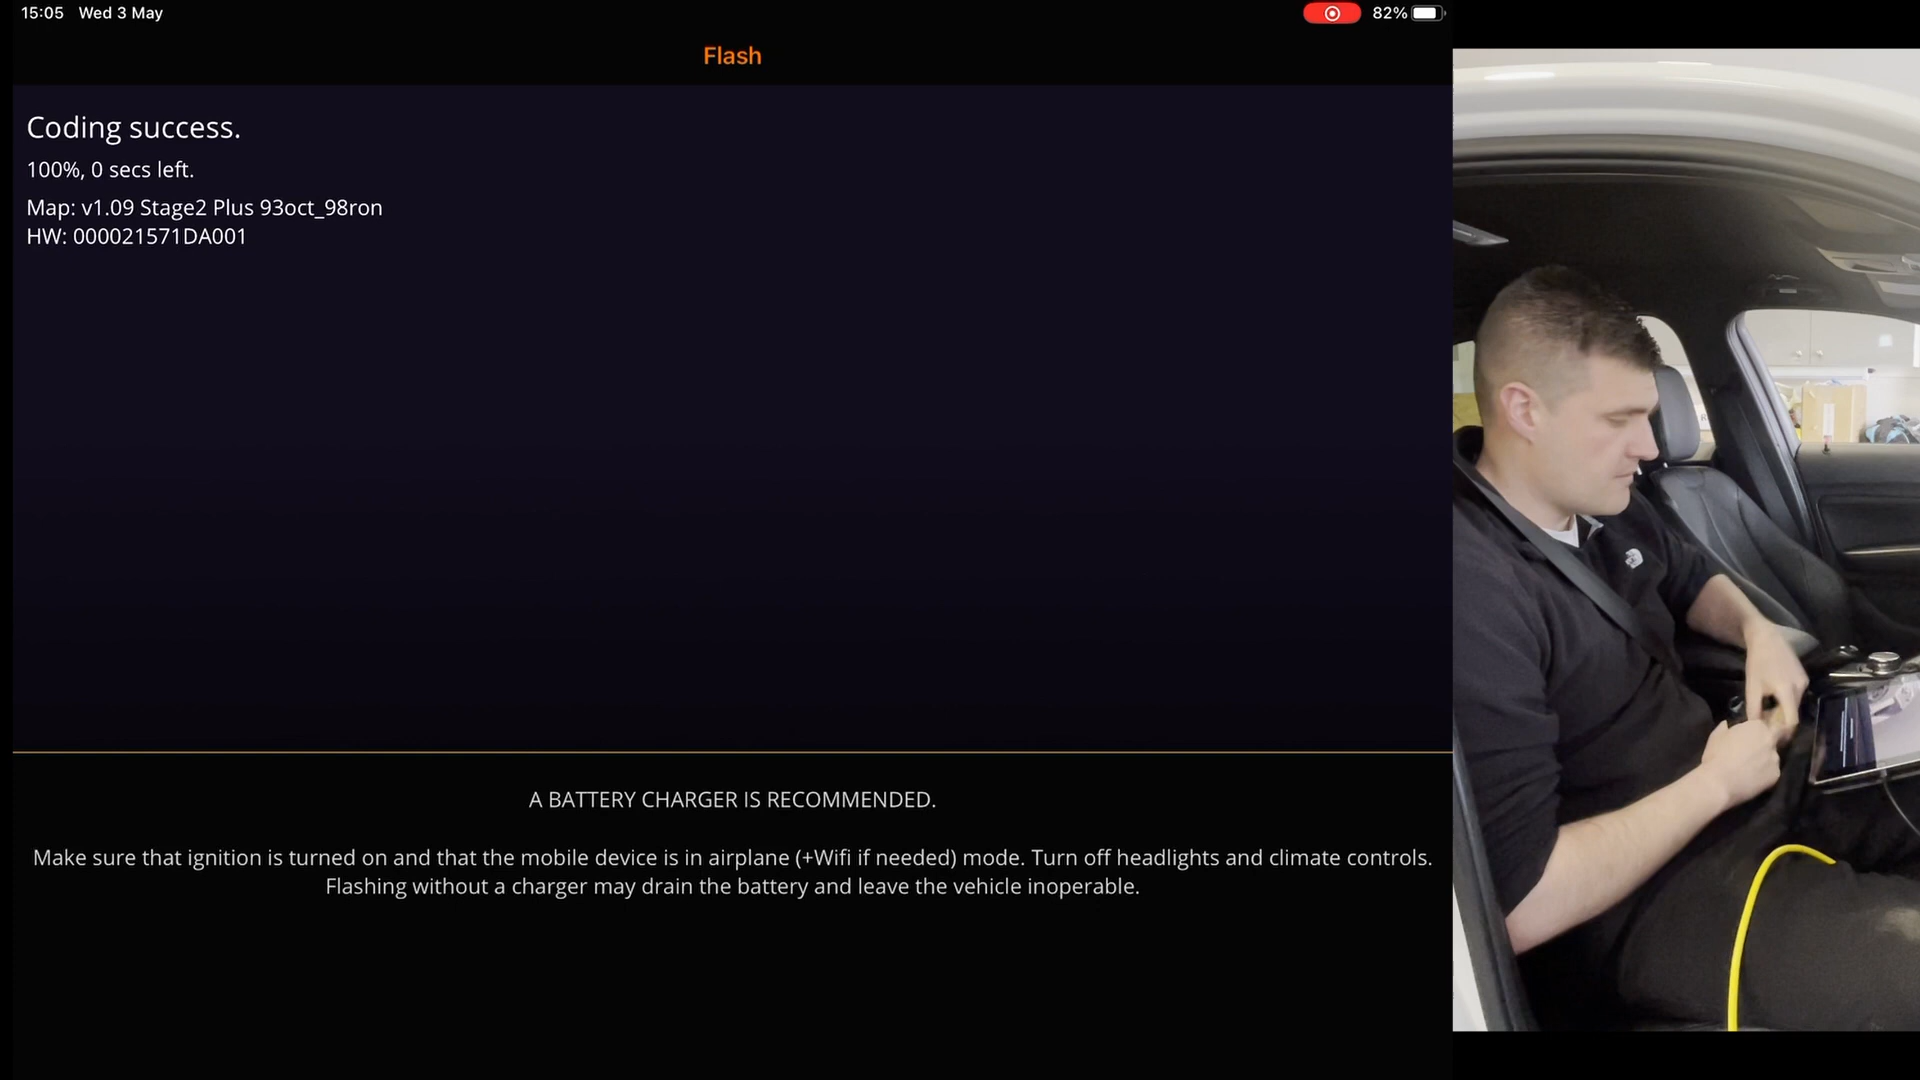 15:05 Wed 3 May
82%
Flash
Coding success.
100%, 0 secs left.
Map: v1.09 Stage2 Plus 93oct_98ron
HW: 000021571DA001
A BATTERY CHARGER IS RECOMMENDED.
Make sure that ignition is turned on and that the mobile device is in airplane (+Wifi if needed) mode. Turn off headlights and climate controls.
Flashing without a charger may drain the battery and leave the vehicle inoperable.